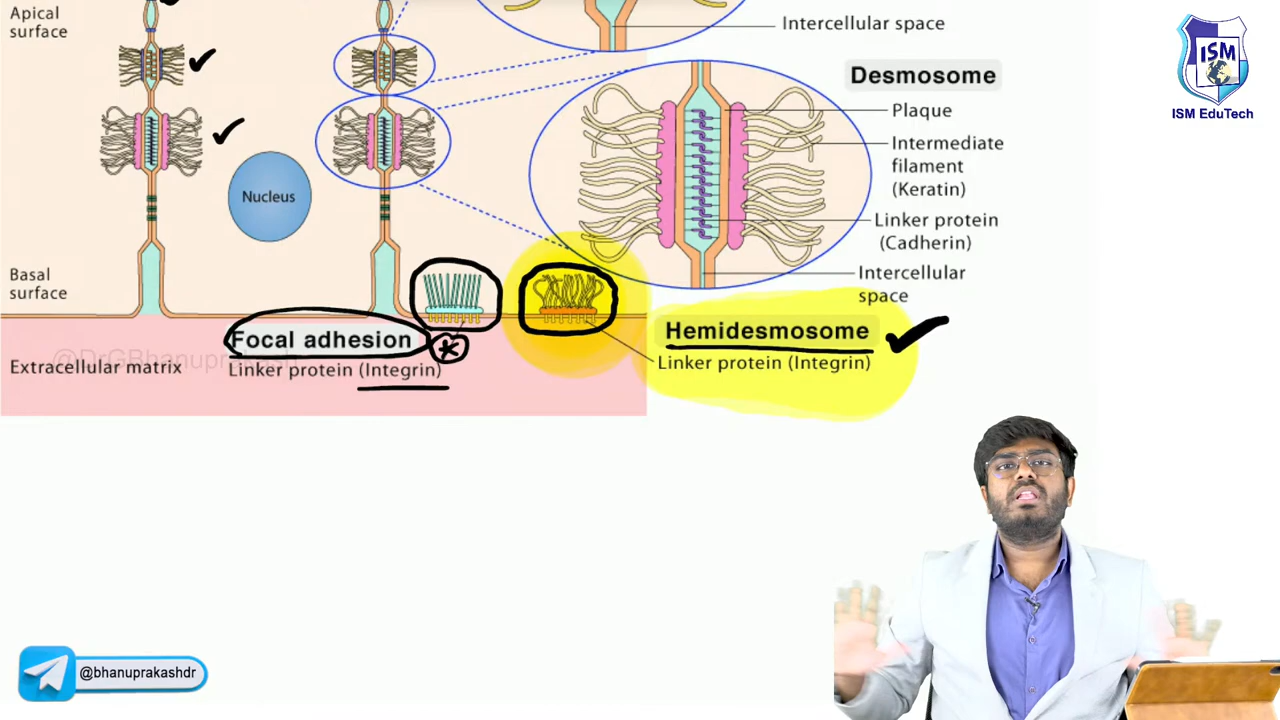 Apical
surface
Intercellular space
Desmosome
Plaque
Intermediate
filament
(Keratin)
Nucleus
Linker protein
(Cadherin)
Intercellular
space
Basal
surface
Focal adhesion
Linker protein (Integrin)
Hemidesmosome
Linker protein (Integrin)
@DrGBhanuprakash
Extracellular matrix
ISM
ISM EduTech
@bhanuprakashdr